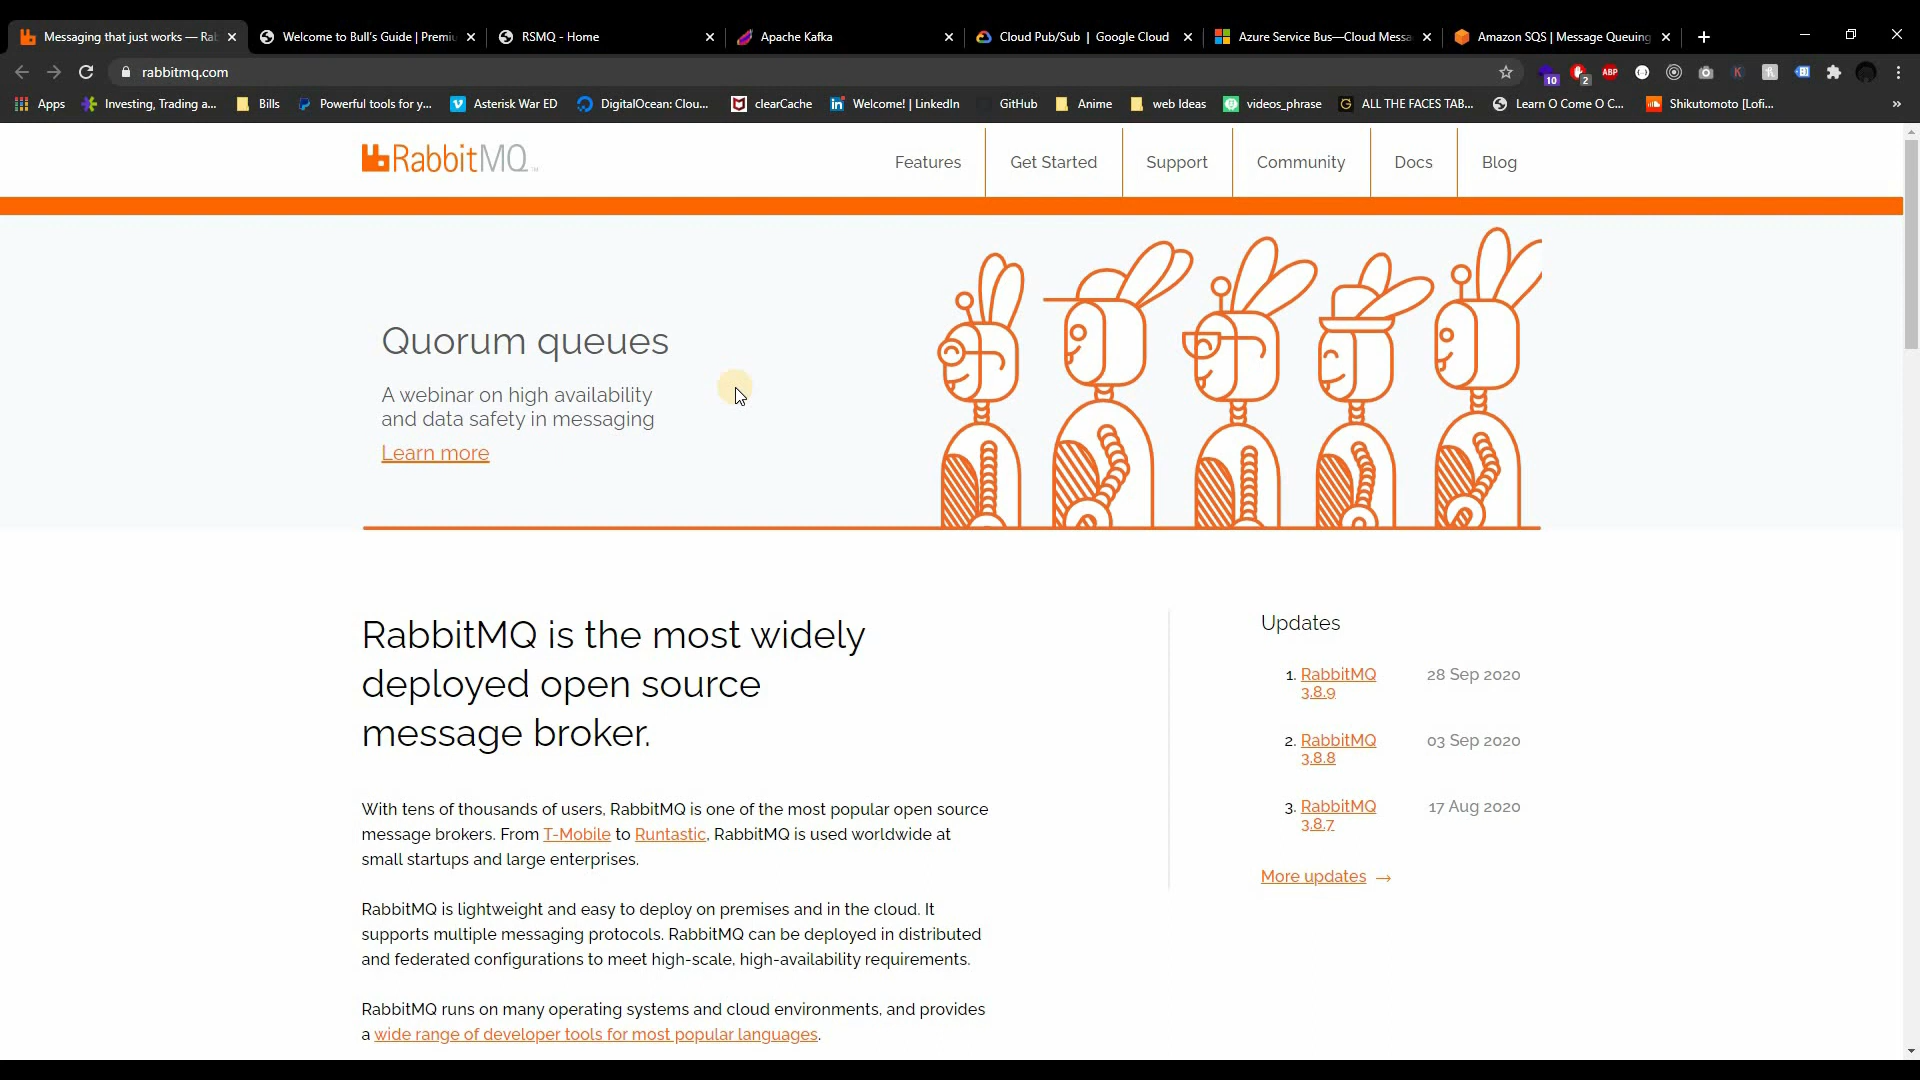 Messaging that just works — Ra
Welcome to Bull's Guide | Premiu
RSMQ - Home
Apache Kafka
Cloud Pub/Sub | Google Cloud
Azure Service Bus—Cloud Messa
Amazon SQS | Message Queuing
rabbitmq.com
10
2
ABP
Apps
Investing, Trading a...
Bills
Powerful tools for y...
Asterisk War ED
DigitalOcean: Clou...
clearCache
Welcome! | LinkedIn
GitHub
Anime
web Ideas
videos_phrase
ALL THE FACES TAB...
Learn O Come O C...
Shikutomoto [Lofi...
RabbitMQ
Features
Get Started
Support
Community
Docs
Blog
Quorum queues
A webinar on high availability
and data safety in messaging
Learn more
RabbitMQ is the most widely
deployed open source
message broker.
With tens of thousands of users, RabbitMQ is one of the most popular open source
message brokers. From T-Mobile to Runtastic, RabbitMQ is used worldwide at
small startups and large enterprises.
RabbitMQ is lightweight and easy to deploy on premises and in the cloud. It
supports multiple messaging protocols. RabbitMQ can be deployed in distributed
and federated configurations to meet high-scale, high-availability requirements.
RabbitMQ runs on many operating systems and cloud environments, and provides
a wide range of developer tools for most popular languages.
Updates
1. RabbitMQ 28 Sep 2020
3.8.9
2. RabbitMQ 03 Sep 2020
3.8.8
3. RabbitMQ 17 Aug 2020
3.8.7
More updates →